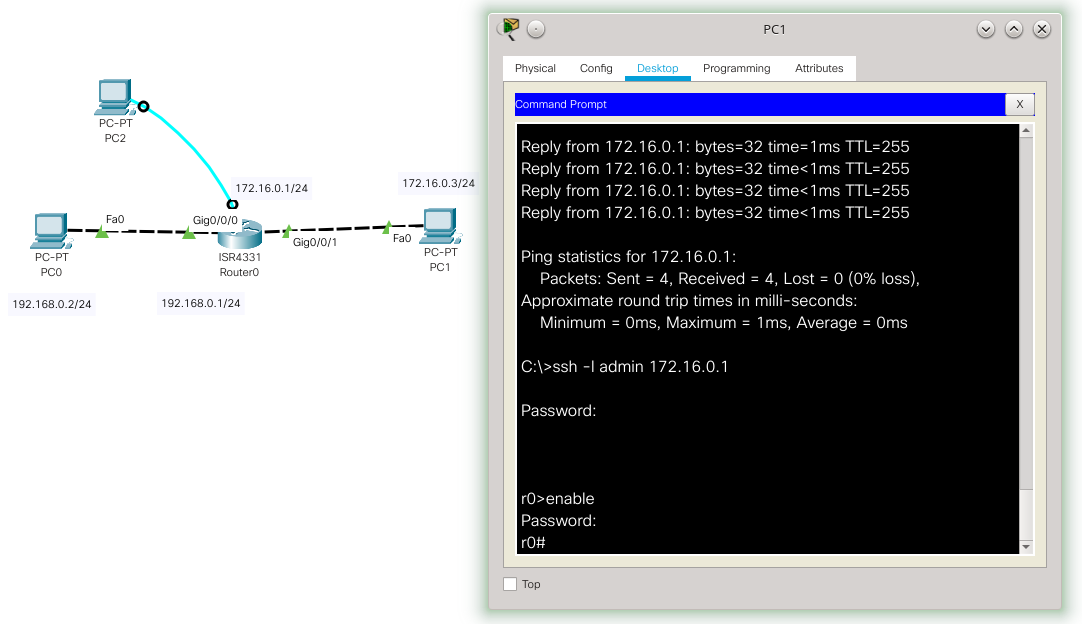 PC-PT
PC2
172.16.0.1/24
172.16.0.3/24
Fa0
Gig0/0/0
Gig0/0/1
Fa0
PC-PT
PC0
ISR4331
Router0
PC-PT
PC1
192.168.0.2/24
192.168.0.1/24
PC1
Physical Config Desktop Programming Attributes
Command Prompt
X
Reply from 172.16.0.1: bytes=32 time=1ms TTL=255
Reply from 172.16.0.1: bytes=32 time<1ms TTL=255
Reply from 172.16.0.1: bytes=32 time<1ms TTL=255
Reply from 172.16.0.1: bytes=32 time<1ms TTL=255
Ping statistics for 172.16.0.1:
Packets: Sent = 4, Received = 4, Lost = 0 (0% loss),
Approximate round trip times in milli-seconds:
Minimum = 0ms, Maximum = 1ms, Average = 0ms
C:\>ssh -l admin 172.16.0.1
Password:
r0>enable
Password:
r0#
Top